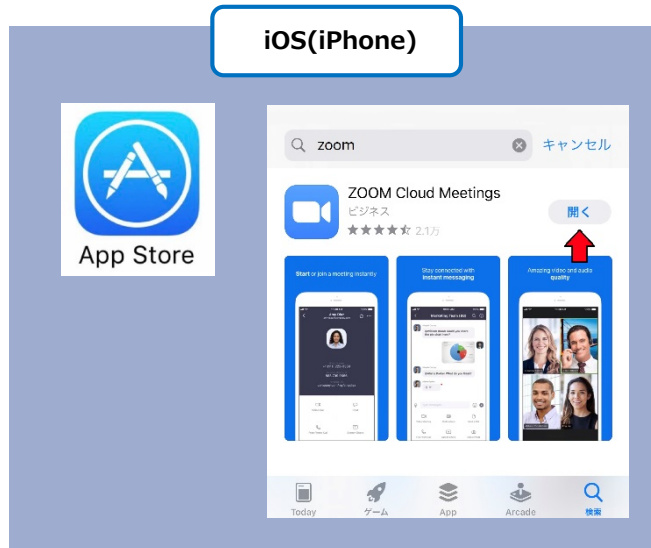 iOS(iPhone)
App Store
zoom
キャンセル
ZOOM Cloud Meetings
ビジネス
2.1万
開く
Start or join a meeting instantly
Stay connected with
instant messaging
Amazing video and audio
quality
Today
ゲーム
App
Arcade
検索